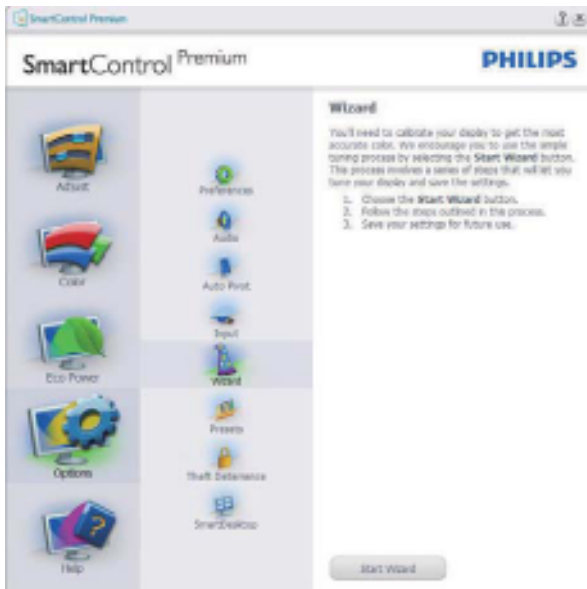 SmartControl Premium
SmartControl Premium
PHILIPS
Adjust
Color
Eco Power
Options
Help
Preferences
Audio
Auto Pivot
Input
Wizard
Presets
Theft Deterrence
SmartDesktop
Wizard
You'll need to calibrate your display to get the most
accurate color. We encourage you to use the simple
tuning process by selecting the Start Wizard button.
This process involves a series of steps that will let you
tune your display and save the settings.
1. Choose the Start Wizard button.
2. Follow the steps outlined in the process.
3. Save your settings for future use.
Start Wizard